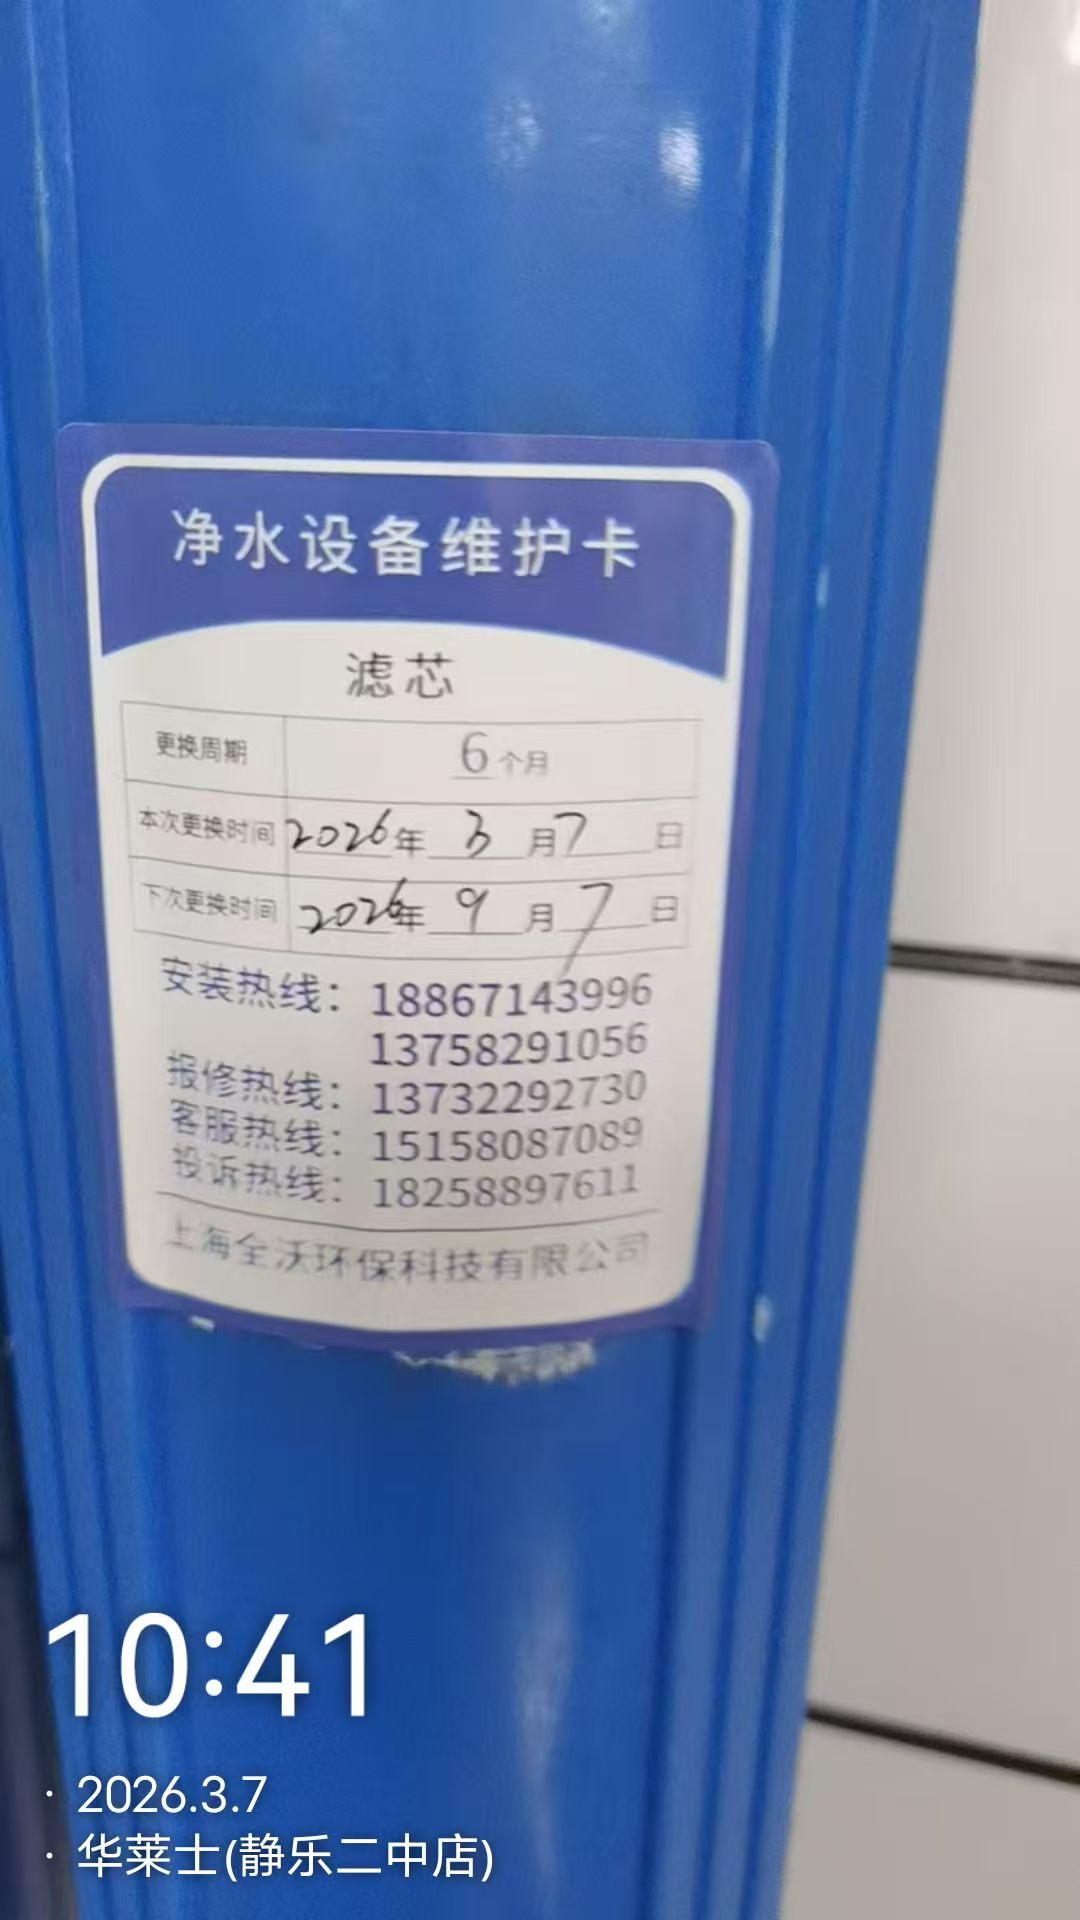 净水设备维护卡
滤芯
更换周期 6个月
本次更换时间 2026年3月7日
下次更换时间 2026年9月7日
安装热线：18867143996
13758291056
报修热线：13732292730
客服热线：15158087089
投诉热线：18258897611
上海全沃环保科技有限公司
10:41
· 2026.3.7
· 华莱士(静乐二中店)